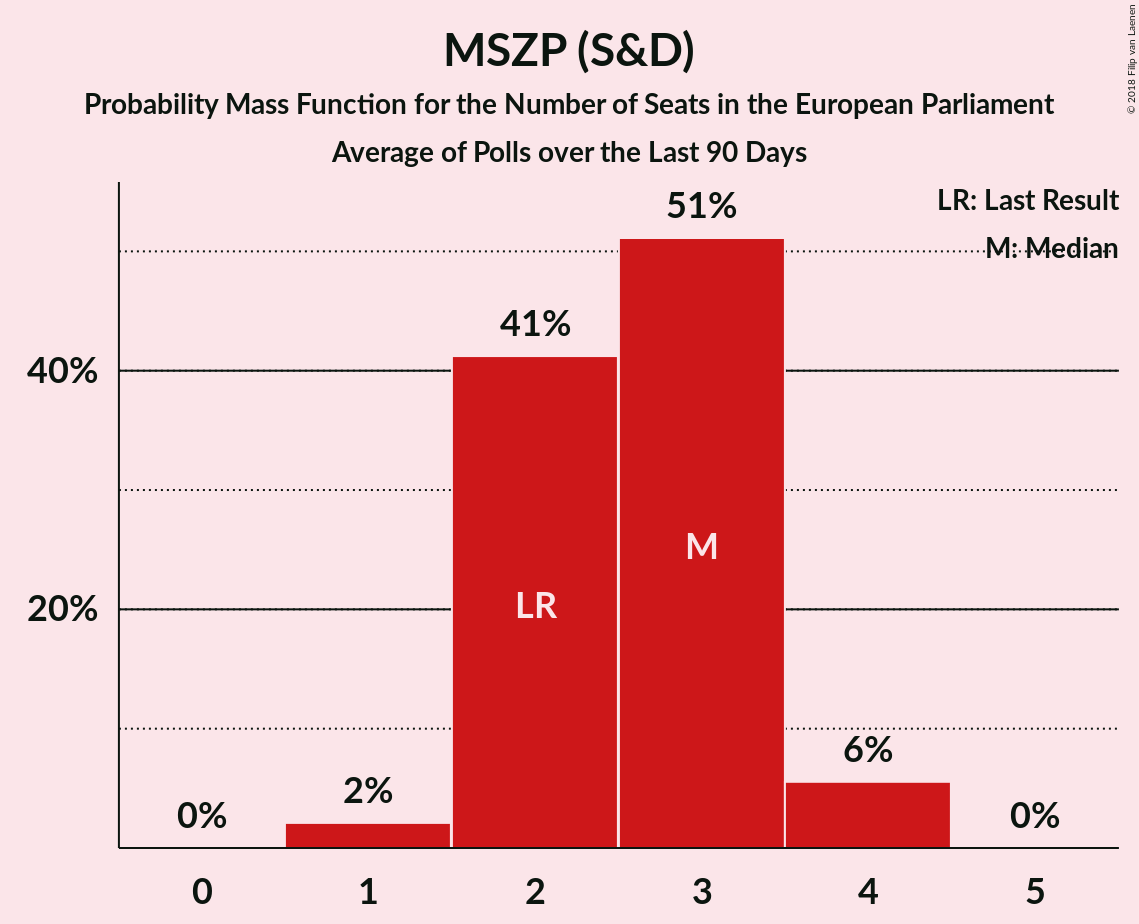 MSZP (S&D)
Probability Mass Function for the Number of Seats in the European Parliament
Average of Polls over the Last 90 Days
© 2018 Filip van Laenen
LR: Last Result
M: Median
51%
41%
40%
M
LR
20%
6%
2%
0%
0%
0 1 2 3 4 5